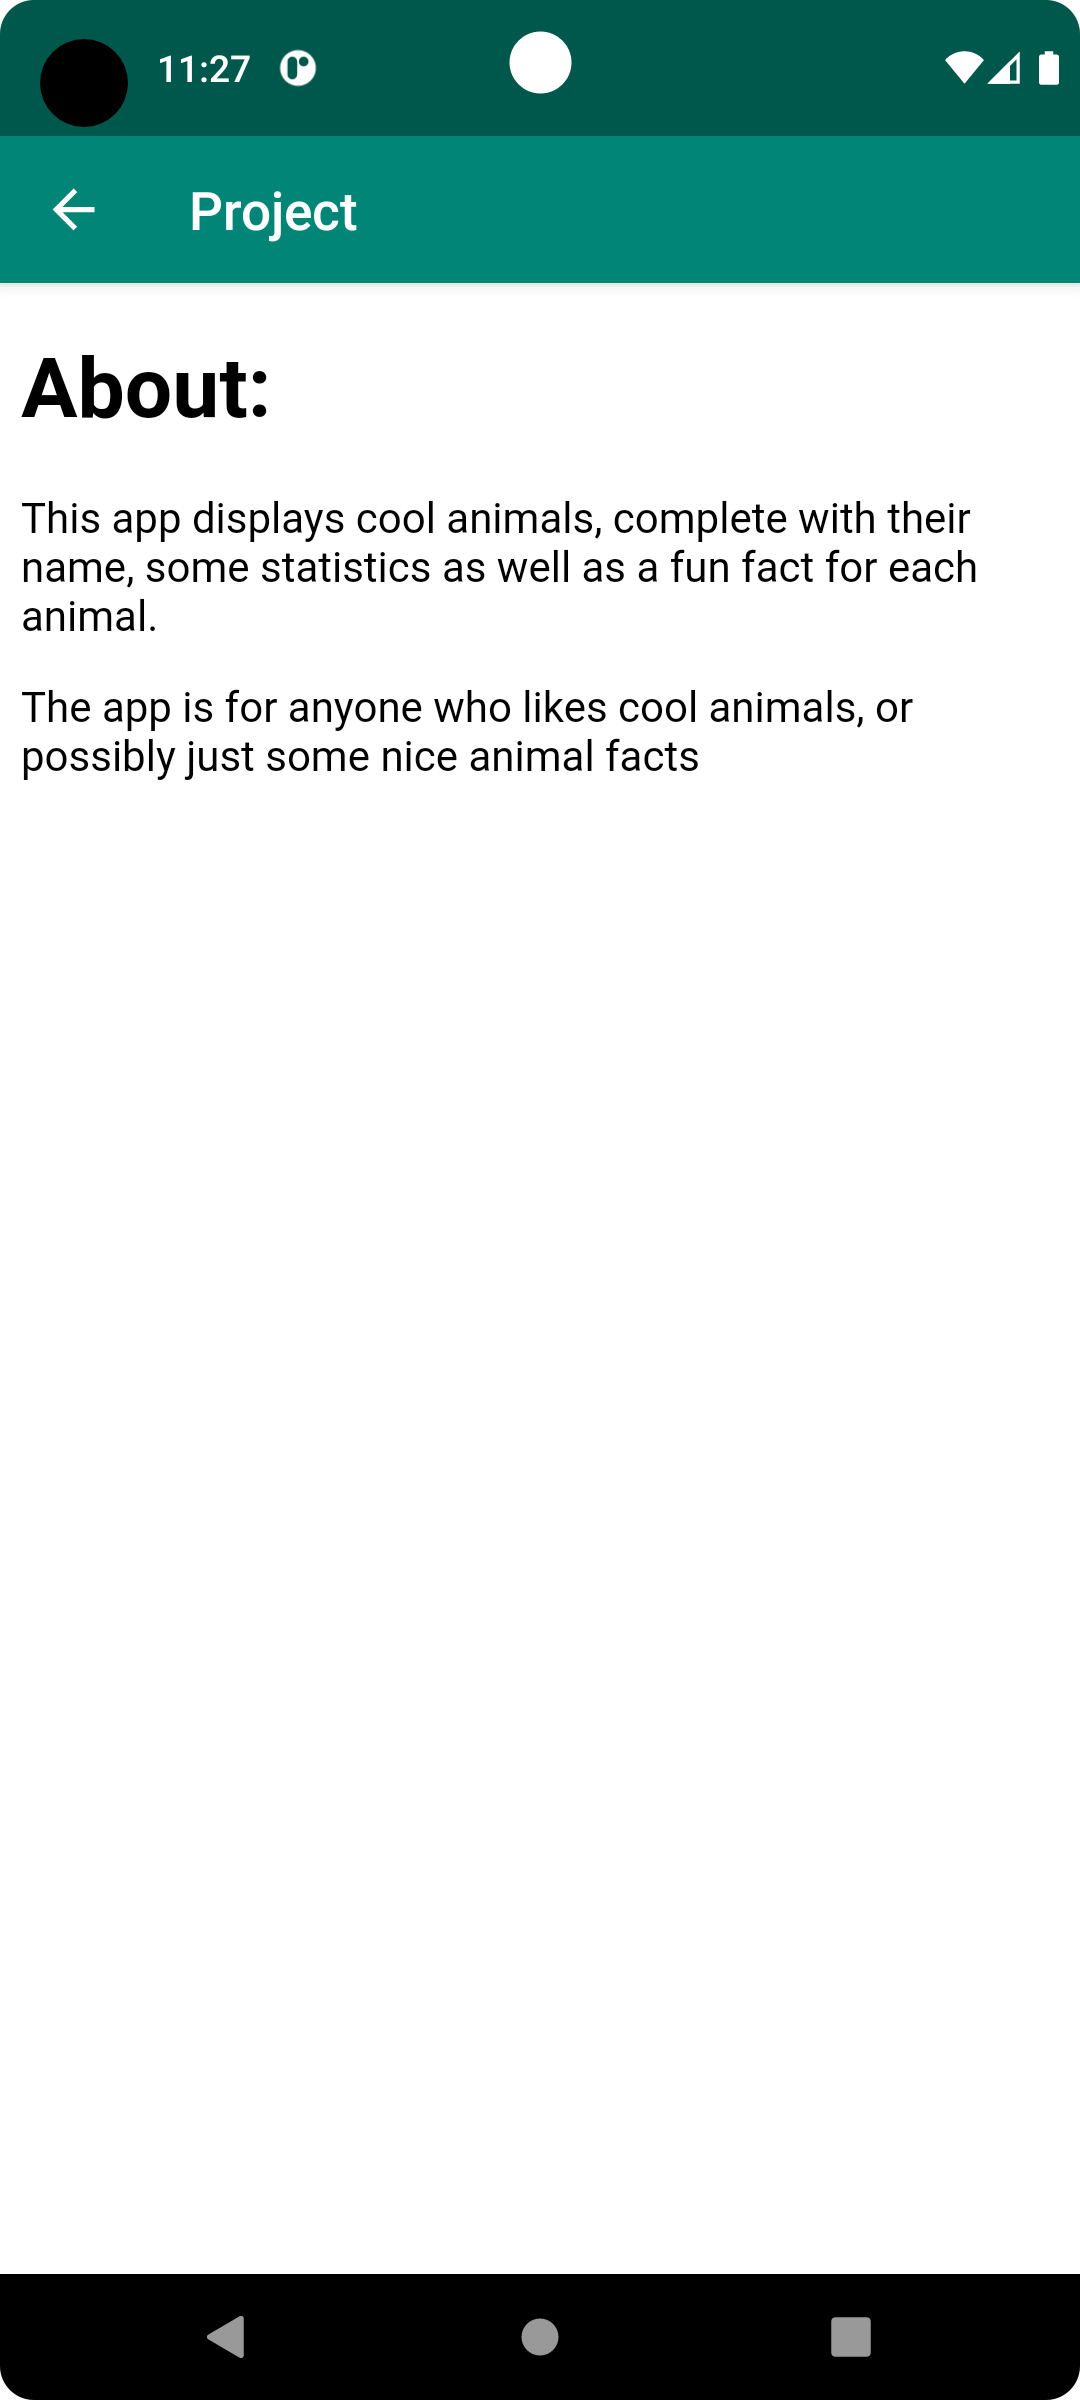 11:27
Project
About:
This app displays cool animals, complete with their
name, some statistics as well as a fun fact for each
animal.
The app is for anyone who likes cool animals, or
possibly just some nice animal facts